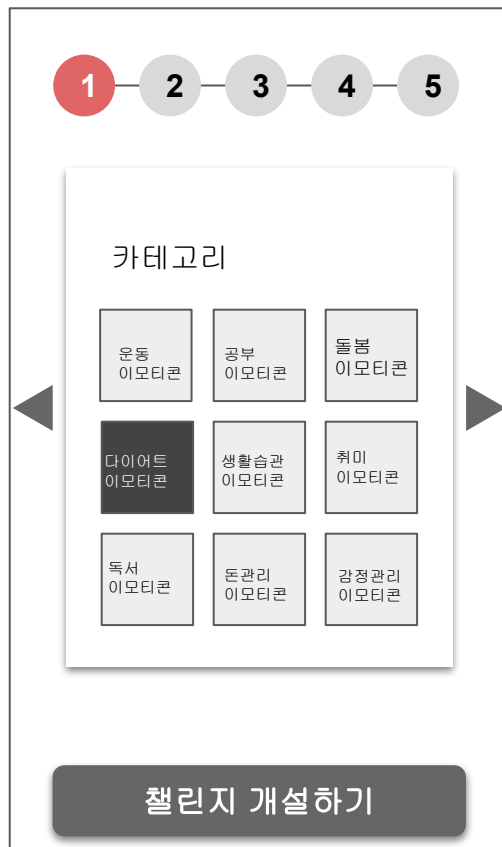 1 2 3 4 5
카테고리
운동
이모티콘
공부
이모티콘
돌봄
이모티콘
다이어트
이모티콘
생활습관
이모티콘
취미
이모티콘
독서
이모티콘
돈관리
이모티콘
감정관리
이모티콘
챌린지 개설하기